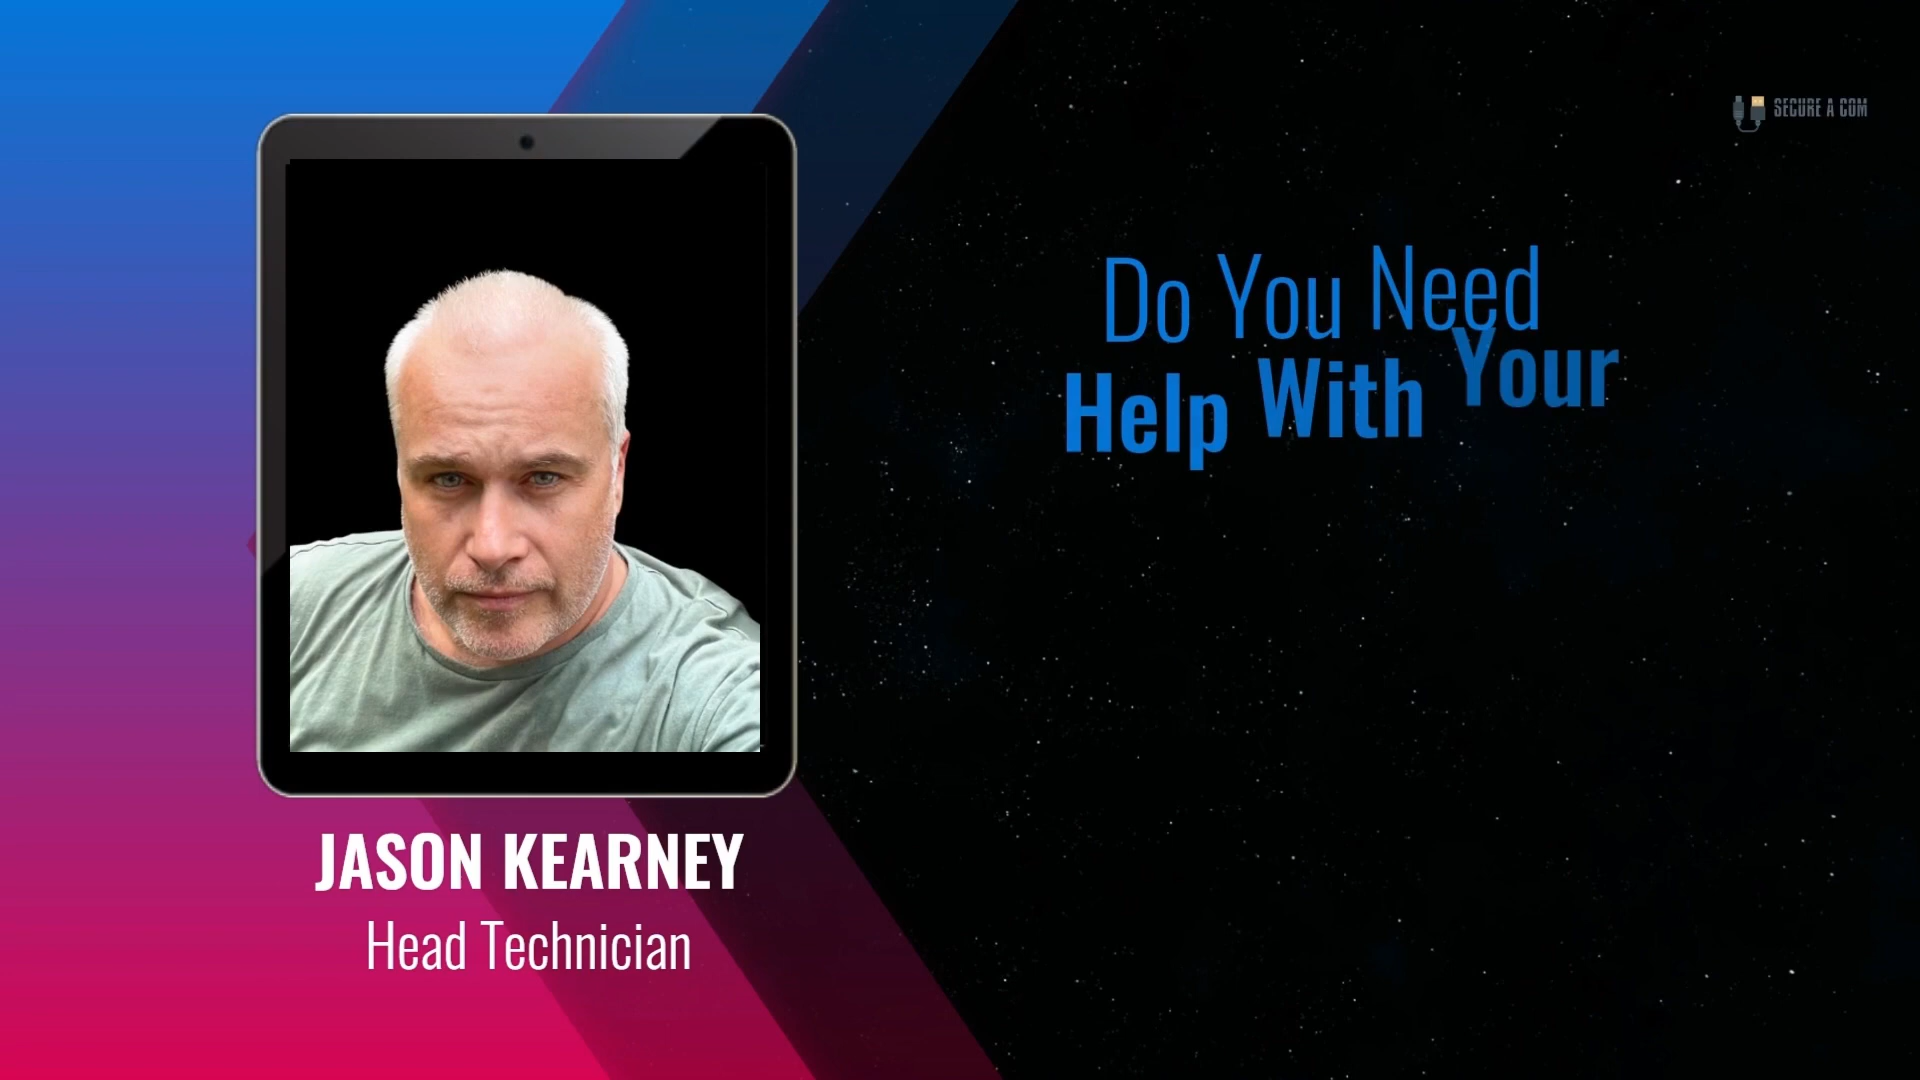 SECURE A COM
Do You Need
Help With Your
JASON KEARNEY
Head Technician